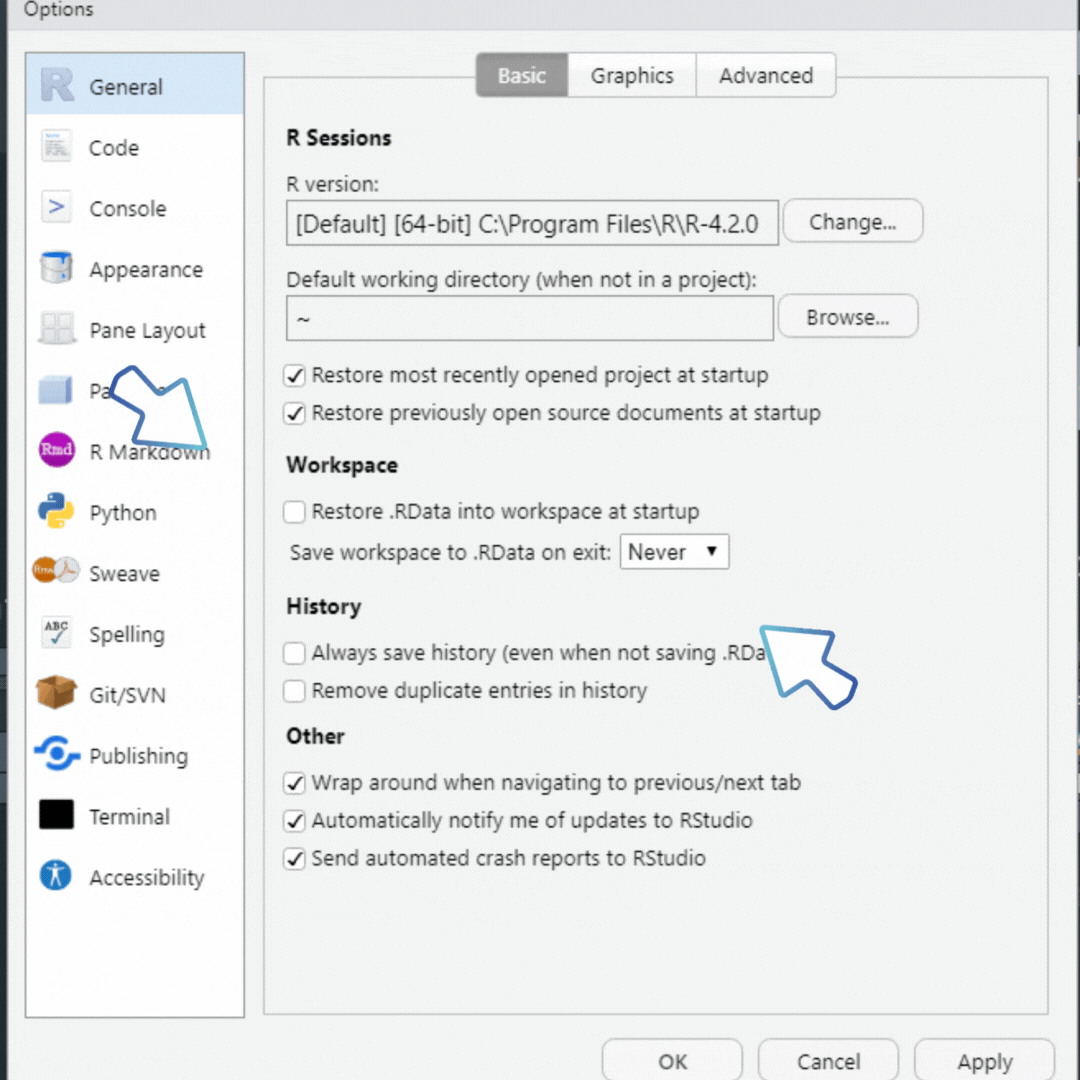 Options
General
Code
Console
Appearance
Pane Layout
R Markdown
Rmd
Python
Sweave
Rnw
ABC
Spelling
Git/SVN
Publishing
Terminal
Accessibility
Basic Graphics Advanced
R Sessions
R version:
[Default] [64-bit] C:\Program Files\R\R-4.2.0 Change...
Default working directory (when not in a project):
~ Browse...
Restore most recently opened project at startup
Restore previously open source documents at startup
Workspace
Restore .RData into workspace at startup
Save workspace to .RData on exit: Never
History
Always save history (even when not saving .RDa
Remove duplicate entries in history
Other
Wrap around when navigating to previous/next tab
Automatically notify me of updates to RStudio
Send automated crash reports to RStudio
OK Cancel Apply